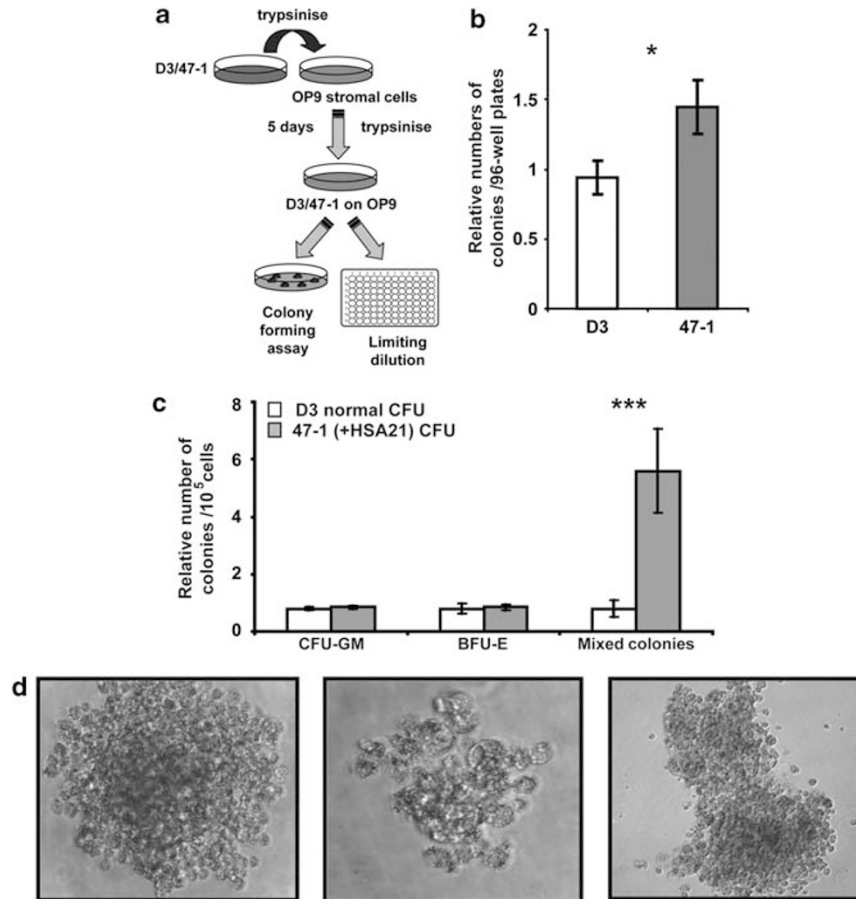 a
trypsinise
D3/47-1
OP9 stromal cells
5 days
trypsinise
D3/47-1 on OP9
Colony
forming
assay
Limiting
dilution
b
Relative numbers of
colonies /96-well plates
2
1.5
1
0.5
0
*
D3
47-1
c
Relative number of
colonies /10 5 cells
8
6
4
2
0
D3 normal CFU
47-1 (+HSA21) CFU
***
CFU-GM
BFU-E
Mixed colonies
d